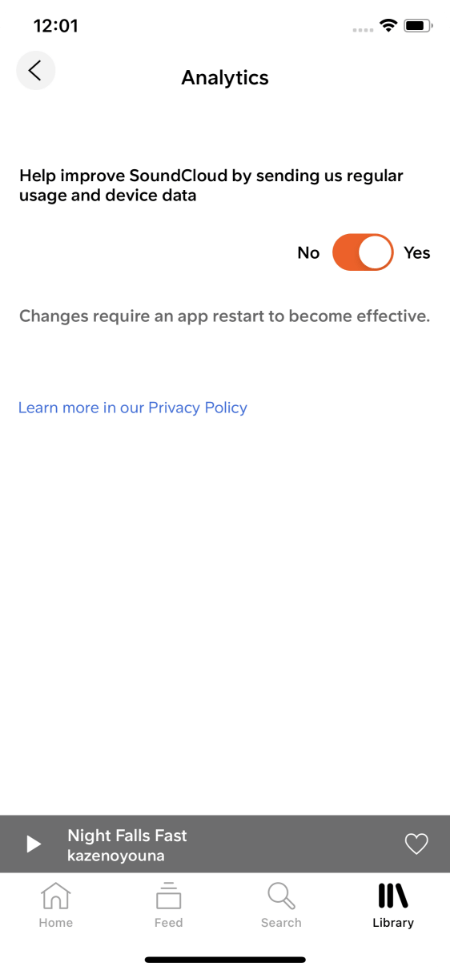 12:01
Analytics
Help improve SoundCloud by sending us regular
usage and device data
No Yes
Changes require an app restart to become effective.
Learn more in our Privacy Policy
Night Falls Fast
kazenoyouna
Home Feed Search Library